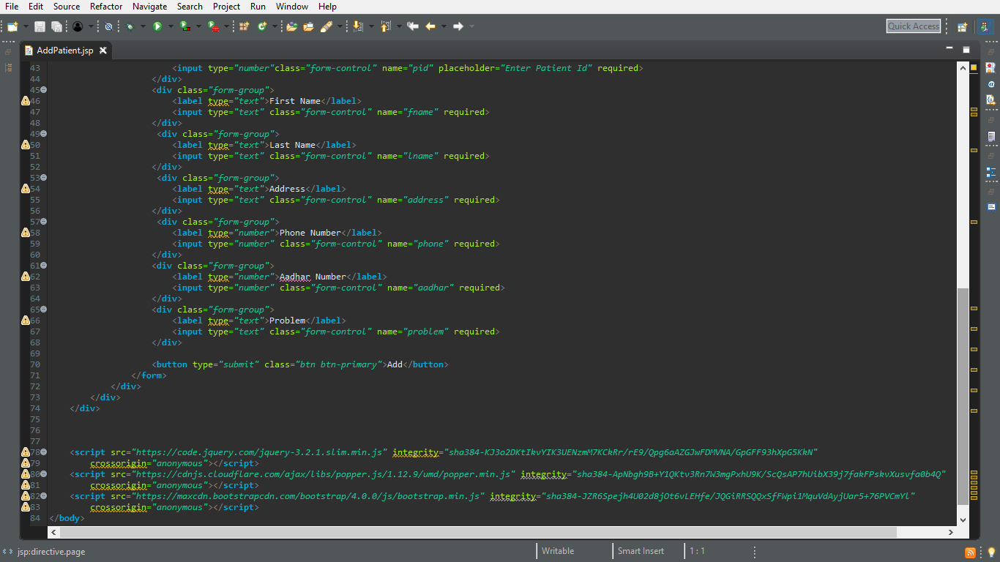 File Edit Source Refactor Navigate Search Project Run Window Help
Quick Access
AddPatient.jsp
43 <input type="number"class="form-control" name="pid" placeholder="Enter Patient Id" required>
44 </div>
45 <div class="form-group">
46 <label type="text">First Name</label>
47 <input type="text" class="form-control" name="fname" required>
48 </div>
49 <div class="form-group">
50 <label type="text">Last Name</label>
51 <input type="text" class="form-control" name="lname" required>
52 </div>
53 <div class="form-group">
54 <label type="text">Address</label>
55 <input type="text" class="form-control" name="address" required>
56 </div>
57 <div class="form-group">
58 <label type="number">Phone Number</label>
59 <input type="number" class="form-control" name="phone" required>
60 </div>
61 <div class="form-group">
62 <label type="number">Aadhar Number</label>
63 <input type="number" class="form-control" name="aadhar" required>
64 </div>
65 <div class="form-group">
66 <label type="text">Problem</label>
67 <input type="text" class="form-control" name="problem" required>
68 </div>
69
70 <button type="submit" class="btn btn-primary">Add</button>
71 </form>
72 </div>
73 </div>
74 </div>
75
76
77
78 <script src="https://code.jquery.com/jquery-3.2.1.slim.min.js" integrity="sha384-KJ3o2DKtIkvYIK3UENzmM7KCkRr/rE9/Qpg6aAZGJwFDMVNA/GpGFF93hXpG5KkN"
79 crossorigin="anonymous"></script>
80 <script src="https://cdnjs.cloudflare.com/ajax/libs/popper.js/1.12.9/umd/popper.min.js" integrity="sha384-ApNbgh9B+Y1QKtv3Rn7W3mgPxhU9K/ScQsAP7hUibX39j7fakFPskvXusvfa0b4Q"
81 crossorigin="anonymous"></script>
82 <script src="https://maxcdn.bootstrapcdn.com/bootstrap/4.0.0/js/bootstrap.min.js" integrity="sha384-JZR6Spejh4U02d8jOt6vLEHfe/JQGiRRSQQxSfFWpi1MquVdAyjUar5+76PVCmYl"
83 crossorigin="anonymous"></script>
84 </body>
jsp:directive.page
Writable
Smart Insert
1 : 1